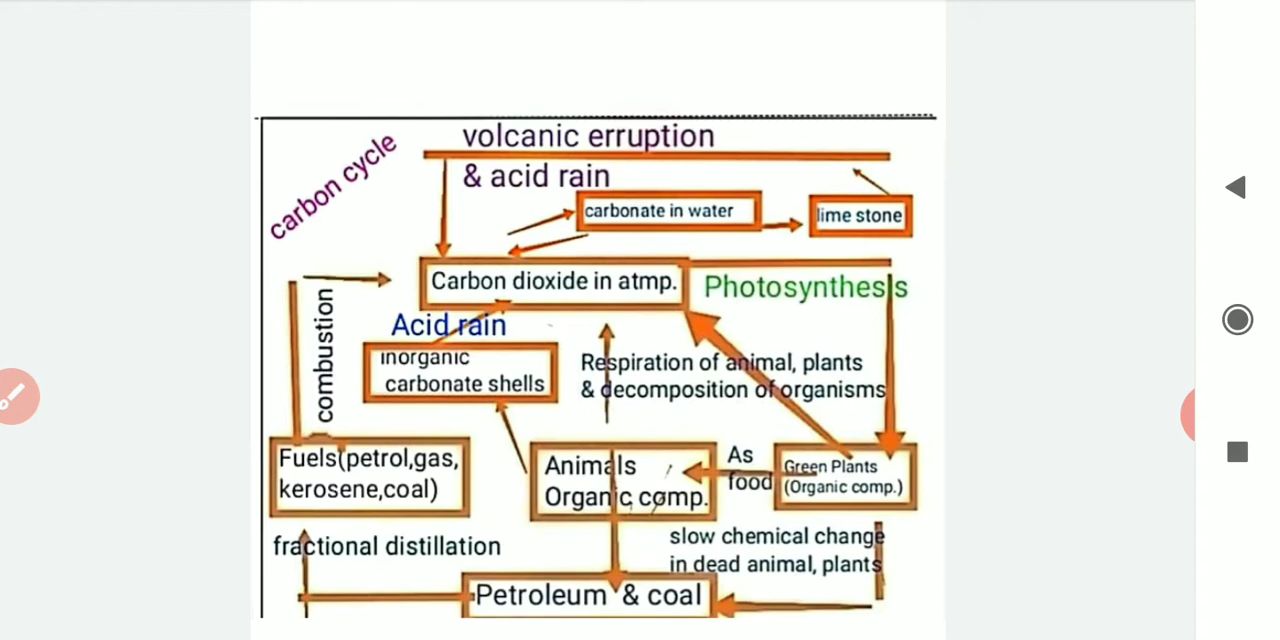 carbon cycle
volcanic erruption
& acid rain
carbonate in water
lime stone
Carbon dioxide in atmp.
Photosynthesis
combustion
Acid rain
inorganic
carbonate shells
Respiration of animal, plants
& decomposition of organisms
Fuels(petrol,gas,
kerosene,coal)
Animals
Organic comp.
As
food
Green Plants
(Organic comp.)
fractional distillation
slow chemical change
in dead animal, plants
Petroleum & coal